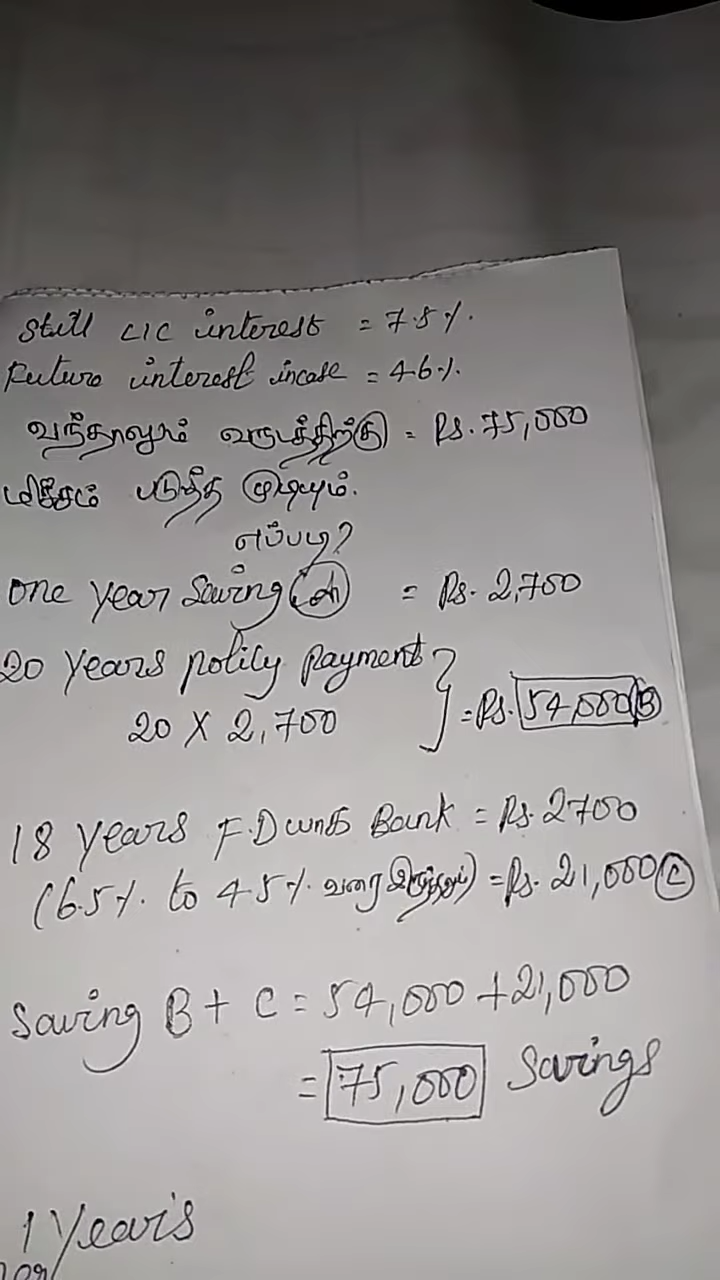 Still LIC interest = 7.5%.
Future interest incase = 4.6%.
வந்தாலும் வருடத்திற்கு = Rs. 75,000
மிச்சம் படுத்த முடியும்.
எப்படி?
One year Saving = Rs. 2,700
20 years policy payment
20 X 2,700 } = Rs. 54,000 B
18 years F.D யாக Bank = Rs. 2700
(6.5%. to 4.5%. வரை இருந்தால்) = Rs. 21,000 C
Saving B + C = 54,000 + 21,000
= 75,000 Savings
1 Year's